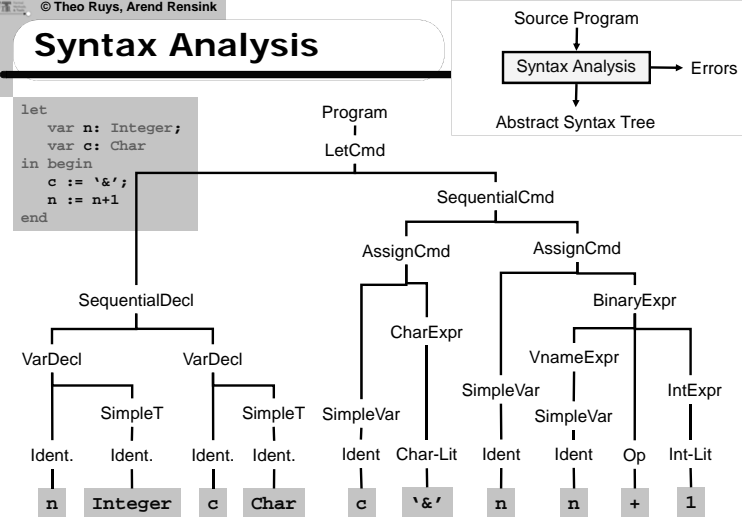 © Theo Ruys, Arend Rensink
Syntax Analysis
Source Program
Syntax Analysis
Errors
Abstract Syntax Tree
let
var n: Integer;
var c: Char
in begin
c := ‘&’;
n := n+1
end
Program
LetCmd
SequentialCmd
AssignCmd AssignCmd
SequentialDecl BinaryExpr
CharExpr
VarDecl VarDecl VnameExpr
SimpleT SimpleT SimpleVar SimpleVar SimpleVar IntExpr
Ident. Ident. Ident. Ident. Ident Char-Lit Ident Ident Op Int-Lit
n Integer c Char c ‘&’ n n + 1